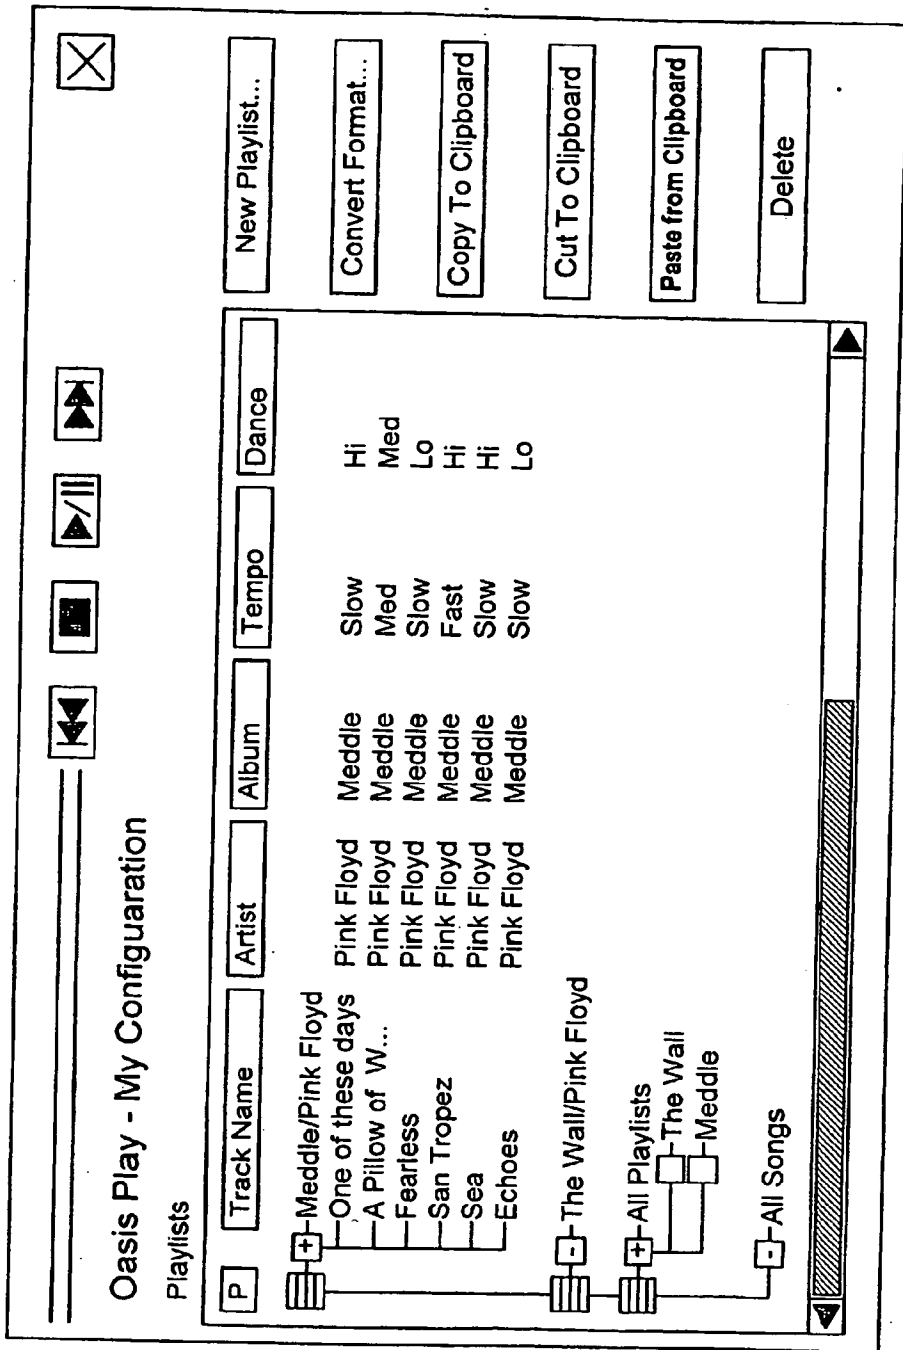 Oasis Play - My Configuaration
Playlists
P Track Name Artist Album Tempo Dance
+ Meddle/Pink Floyd
One of these days Pink Floyd Meddle Slow Hi
A Pillow of W... Pink Floyd Meddle Med Med
Fearless Pink Floyd Meddle Slow Lo
San Tropez Pink Floyd Meddle Fast Hi
Sea Pink Floyd Meddle Slow Hi
Echoes Pink Floyd Meddle Slow Lo
- The Wall/Pink Floyd
+ All Playlists
The Wall
Meddle
- All Songs
New Playlist...
Convert Format...
Copy To Clipboard
Cut To Clipboard
Paste from Clipboard
Delete